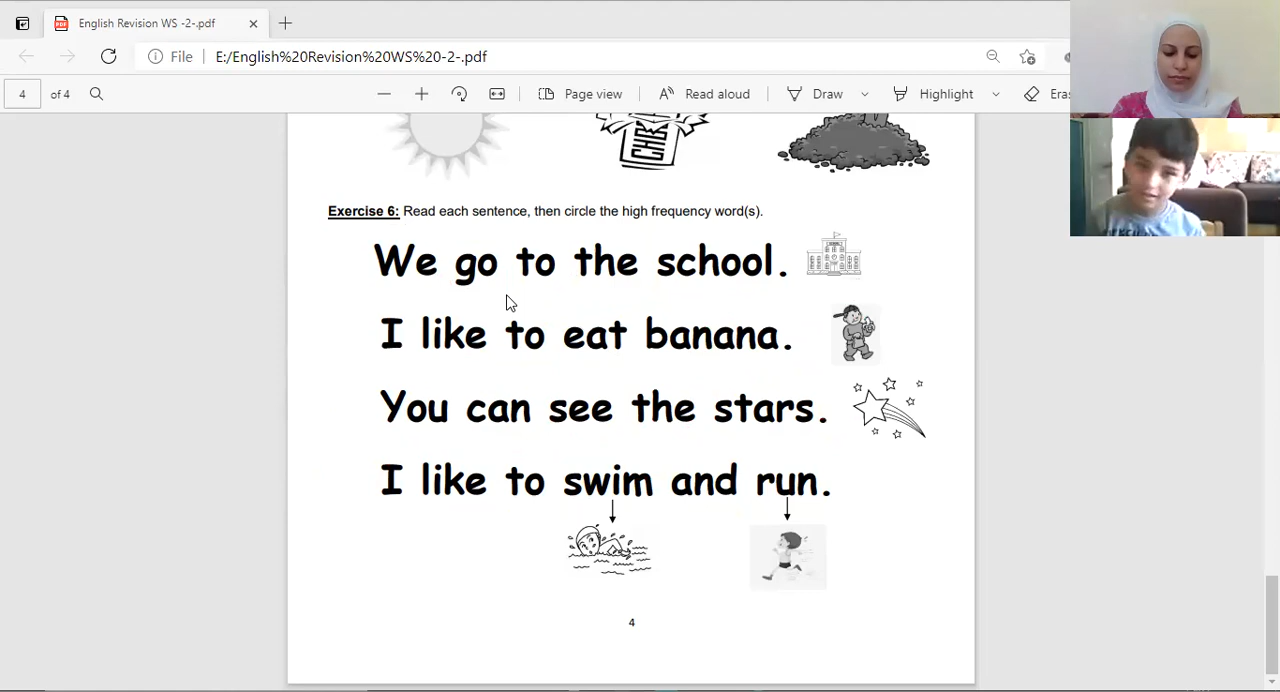 English Revision WS -2-.pdf
File E:/English%20Revision%20WS%20-2-.pdf
4 of 4 Page view Read aloud Draw Highlight Eras
Exercise 6: Read each sentence, then circle the high frequency word(s).
We go to the school.
I like to eat banana.
You can see the stars.
I like to swim and run.
4